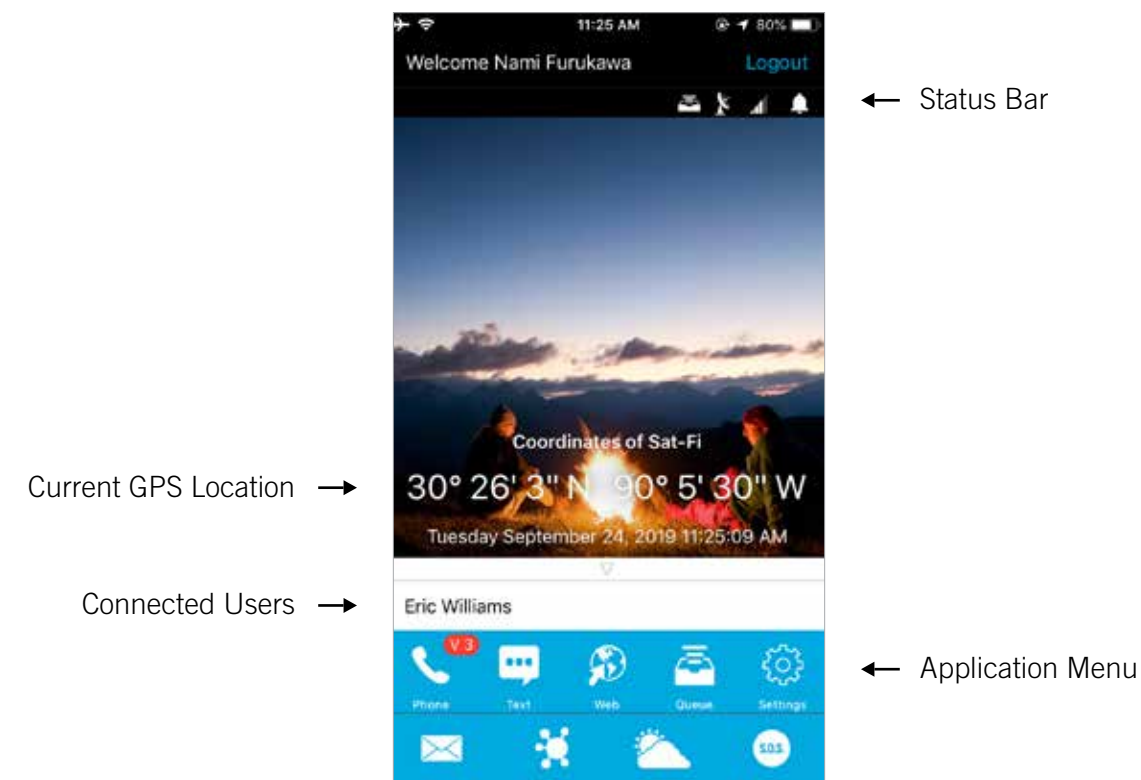 11:25 AM 80%
Welcome Nami Furukawa Logout
← Status Bar
Coordinates of Sat-Fi
Current GPS Location → 30° 26' 3" N 90° 5' 30" W
Tuesday September 24, 2019 11:25:09 AM
Connected Users → Eric Williams
V 3
← Application Menu
Phone Text Web Queue Settings
S.O.S.